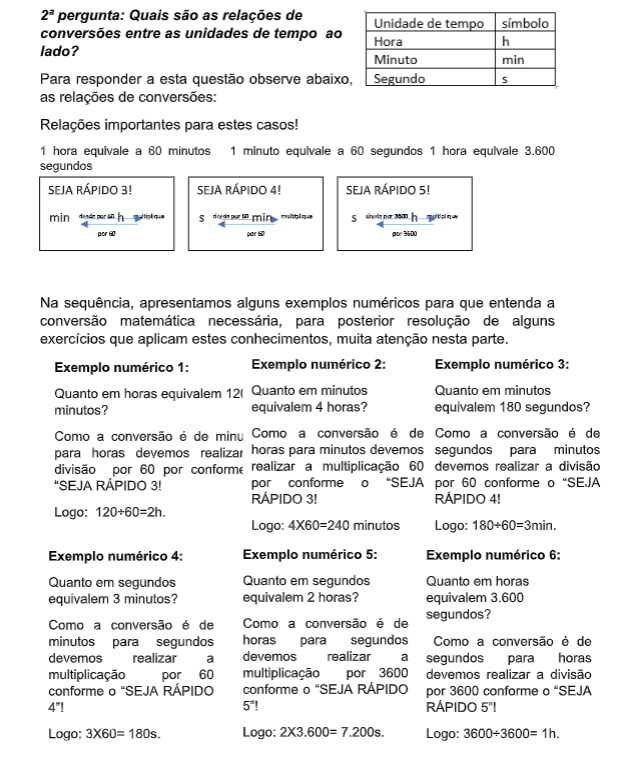 2ª pergunta: Quais são as relações de
conversões entre as unidades de tempo ao
lado?
Unidade de tempo símbolo
Hora h
Minuto min
Segundo s
Para responder a esta questão observe abaixo,
as relações de conversões:
Relações importantes para estes casos!
1 hora equivale a 60 minutos 1 minuto equivale a 60 segundos 1 hora equivale 3.600
segundos
SEJA RÁPIDO 3!
min divide por 60 h multiplique
por 60
SEJA RÁPIDO 4!
s divide por 60 min multiplique
por 60
SEJA RÁPIDO 5!
s divide por 3600 h multiplique
por 3600
Na sequência, apresentamos alguns exemplos numéricos para que entenda a
conversão matemática necessária, para posterior resolução de alguns
exercícios que aplicam estes conhecimentos, muita atenção nesta parte.
Exemplo numérico 1:
Quanto em horas equivalem 120
minutos?
Como a conversão é de minu
para horas devemos realizar
divisão por 60 por conforme
“SEJA RÁPIDO 3!
Logo: 120÷60=2h.
Exemplo numérico 2:
Quanto em minutos
equivalem 4 horas?
Como a conversão é de
horas para minutos devemos
realizar a multiplicação 60
por conforme o “SEJA
RÁPIDO 3!
Logo: 4X60=240 minutos
Exemplo numérico 3:
Quanto em minutos
equivalem 180 segundos?
Como a conversão é de
segundos para minutos
devemos realizar a divisão
por 60 conforme o “SEJA
RÁPIDO 4!
Logo: 180÷60=3min.
Exemplo numérico 4:
Quanto em segundos
equivalem 3 minutos?
Como a conversão é de
minutos para segundos
devemos realizar a
multiplicação por 60
conforme o “SEJA RÁPIDO
4”!
Logo: 3X60= 180s.
Exemplo numérico 5:
Quanto em segundos
equivalem 2 horas?
Como a conversão é de
horas para segundos
devemos realizar a
multiplicação por 3600
conforme o “SEJA RÁPIDO
5”!
Logo: 2X3.600= 7.200s.
Exemplo numérico 6:
Quanto em horas
equivalem 3.600
segundos?
Como a conversão é de
segundos para horas
devemos realizar a divisão
por 3600 conforme o “SEJA
RÁPIDO 5”!
Logo: 3600÷3600= 1h.